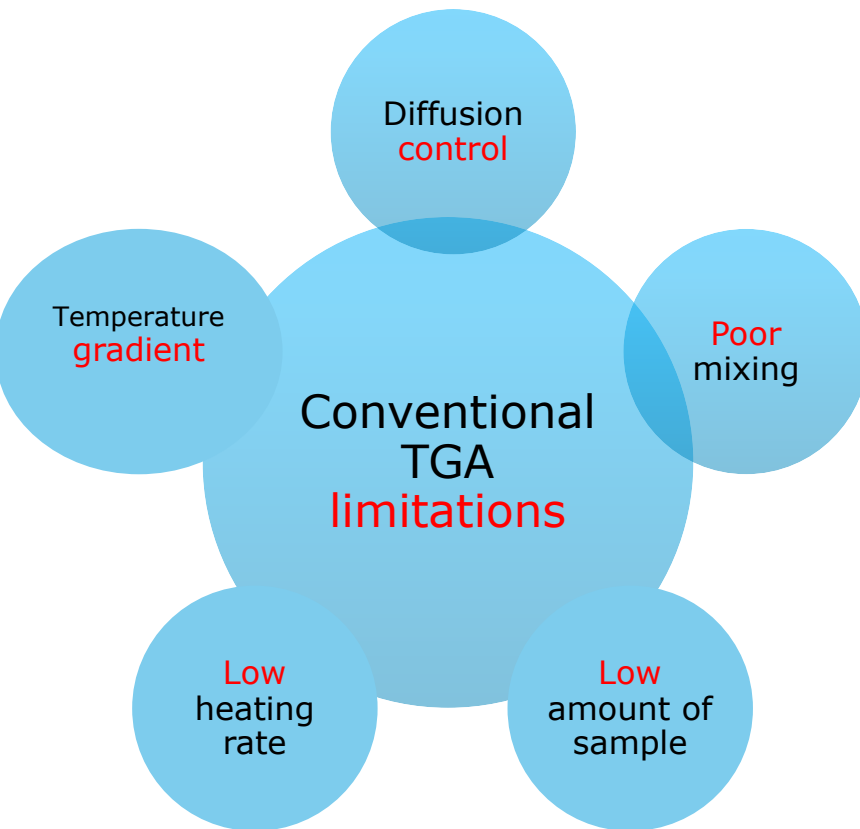 Diffusion
control
Temperature
gradient
Poor
mixing
Conventional
TGA
limitations
Low
heating
rate
Low
amount of
sample